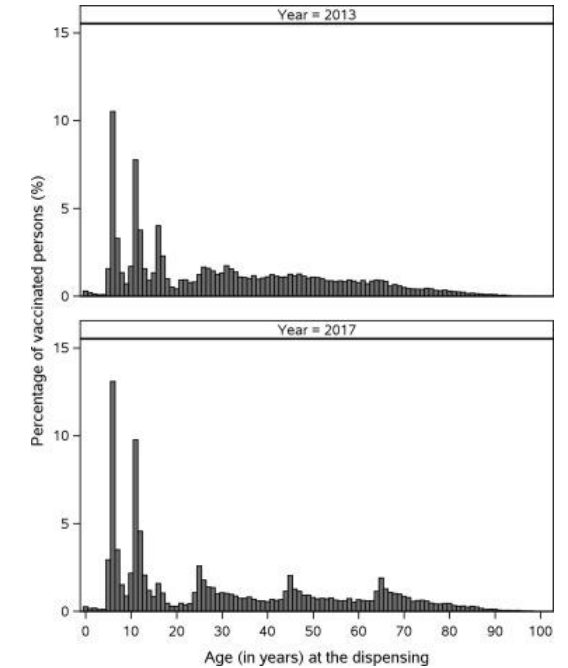 Year = 2013
15
10
5
0
Percentage of vaccinated persons (%)
Year = 2017
15
10
5
0
0 10 20 30 40 50 60 70 80 90 100
Age (in years) at the dispensing